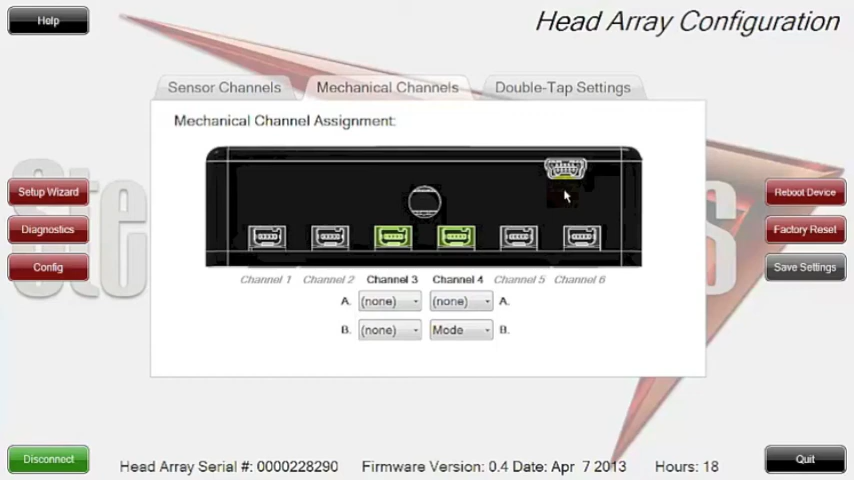 Help
Head Array Configuration
Sensor Channels
Mechanical Channels
Double-Tap Settings
Mechanical Channel Assignment:
Setup Wizard
Diagnostics
Config
Reboot Device
Factory Reset
Save Settings
Channel 1 Channel 2 Channel 3 Channel 4 Channel 5 Channel 6
A. (none) (none) A.
B. (none) Mode B.
Disconnect
Head Array Serial #: 0000228290 Firmware Version: 0.4 Date: Apr 7 2013 Hours: 18
Quit